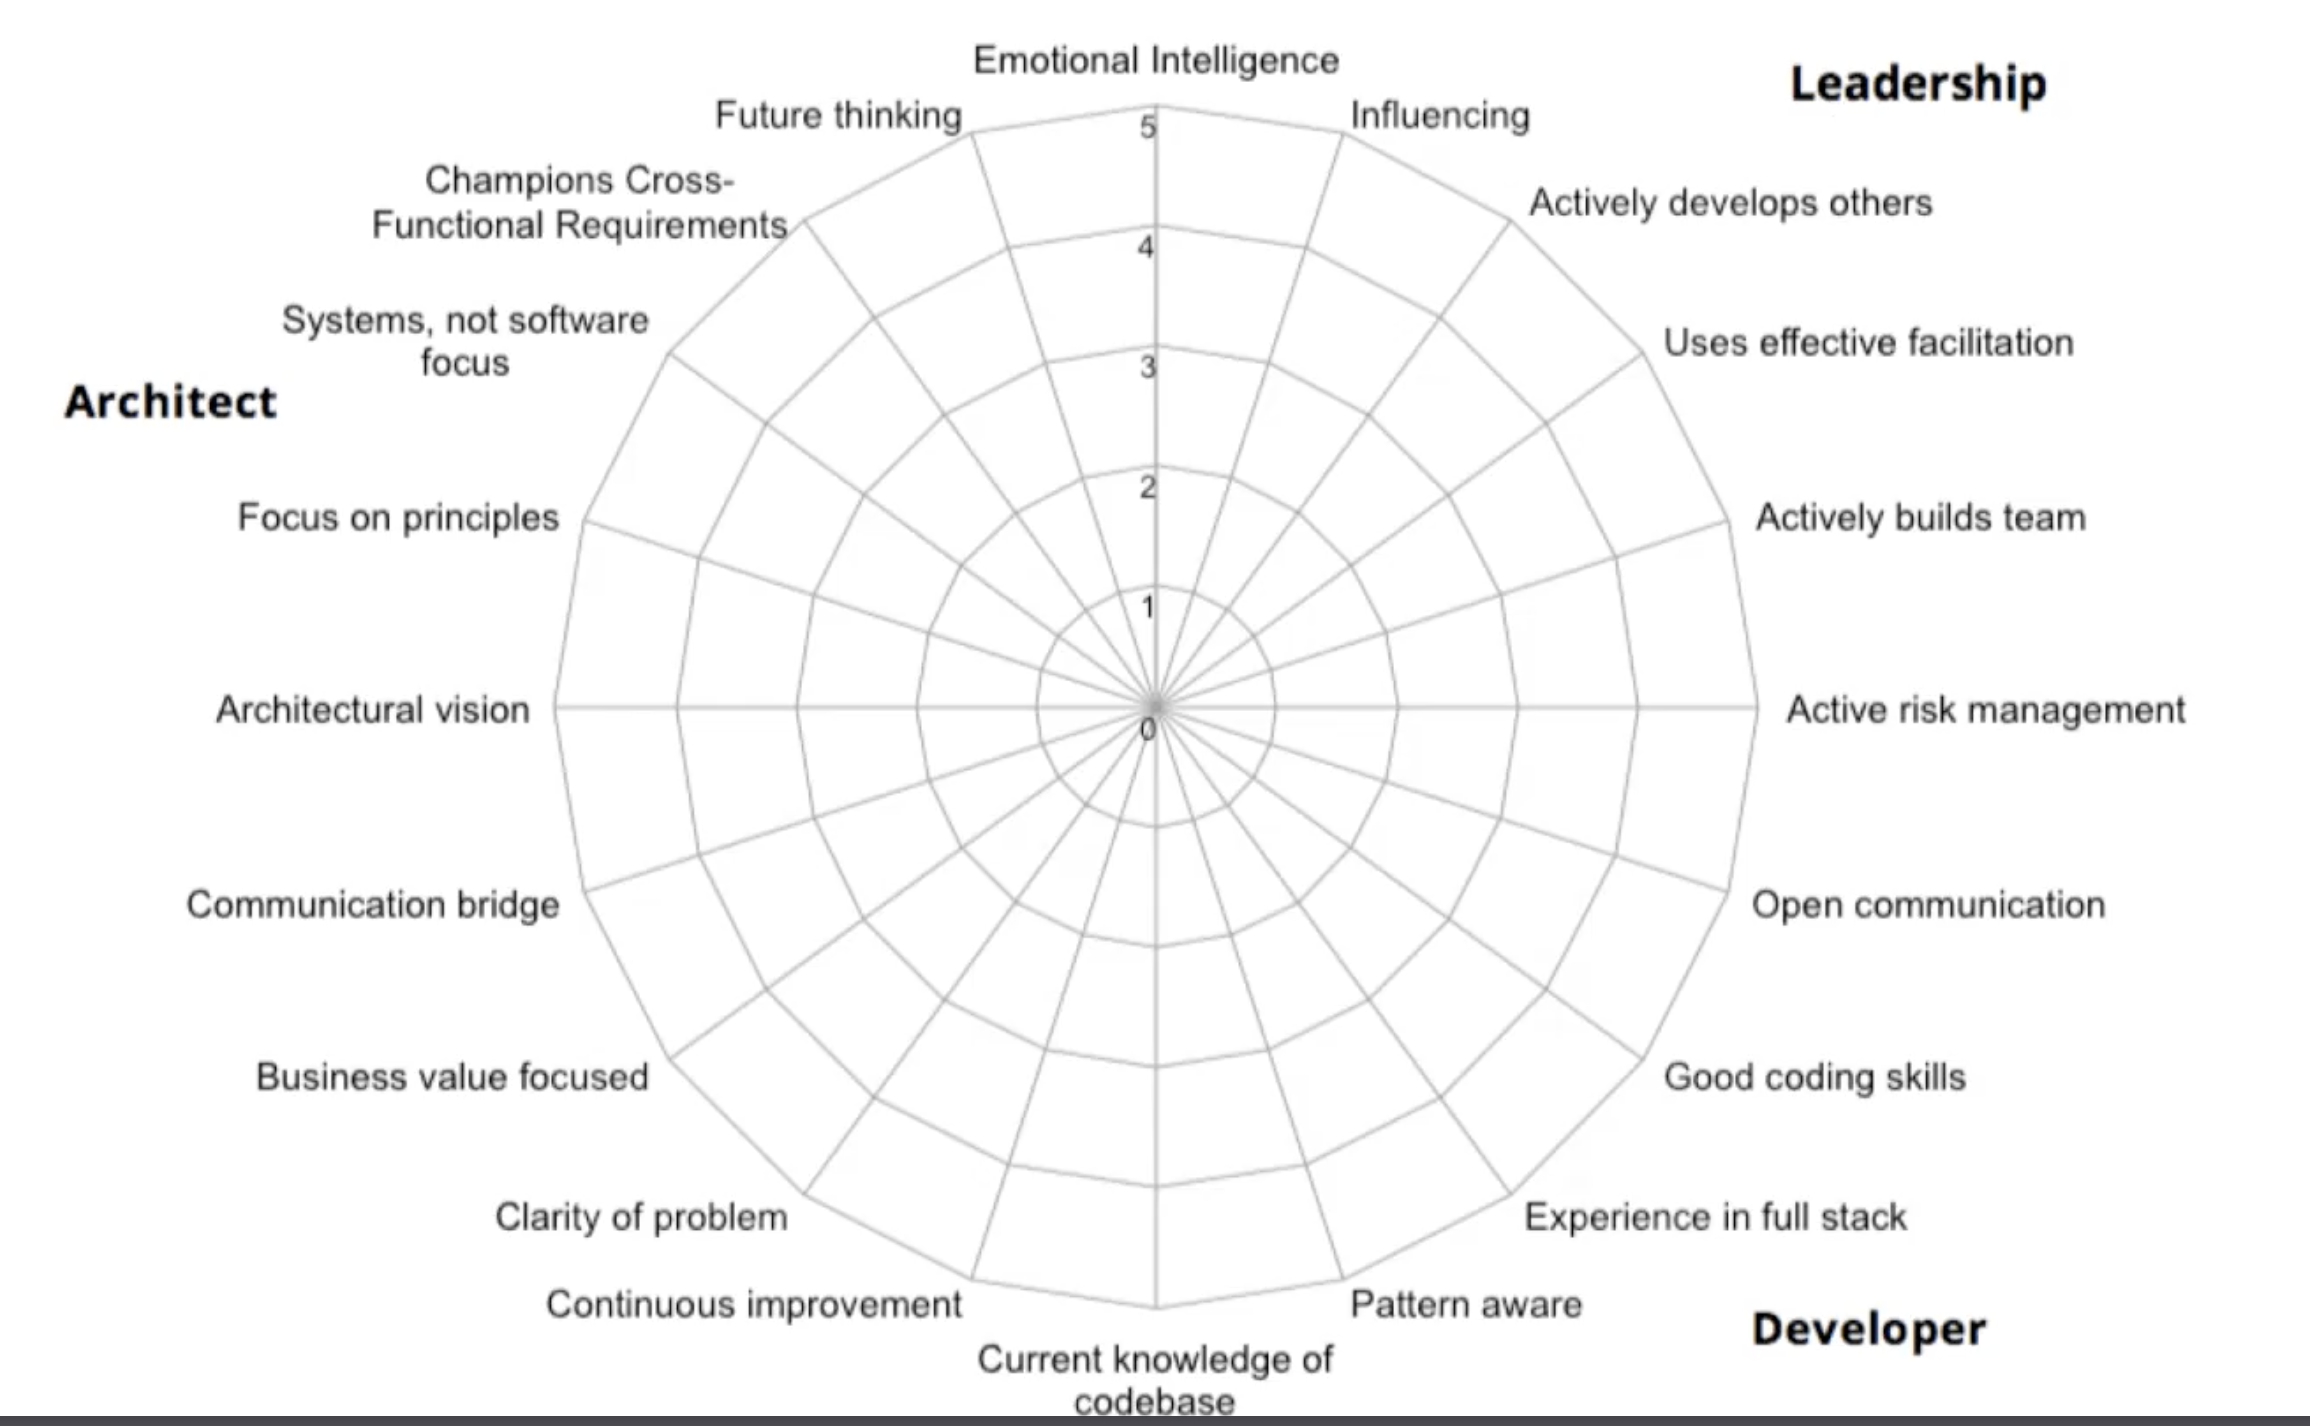 Emotional Intelligence
Leadership
Future thinking
Influencing
5
Champions Cross-
Functional Requirements
Actively develops others
4
Systems, not software
focus
Uses effective facilitation
3
Architect
2
Focus on principles
Actively builds team
1
Architectural vision
Active risk management
0
Communication bridge
Open communication
Business value focused
Good coding skills
Clarity of problem
Experience in full stack
Continuous improvement
Pattern aware
Developer
Current knowledge of
codebase